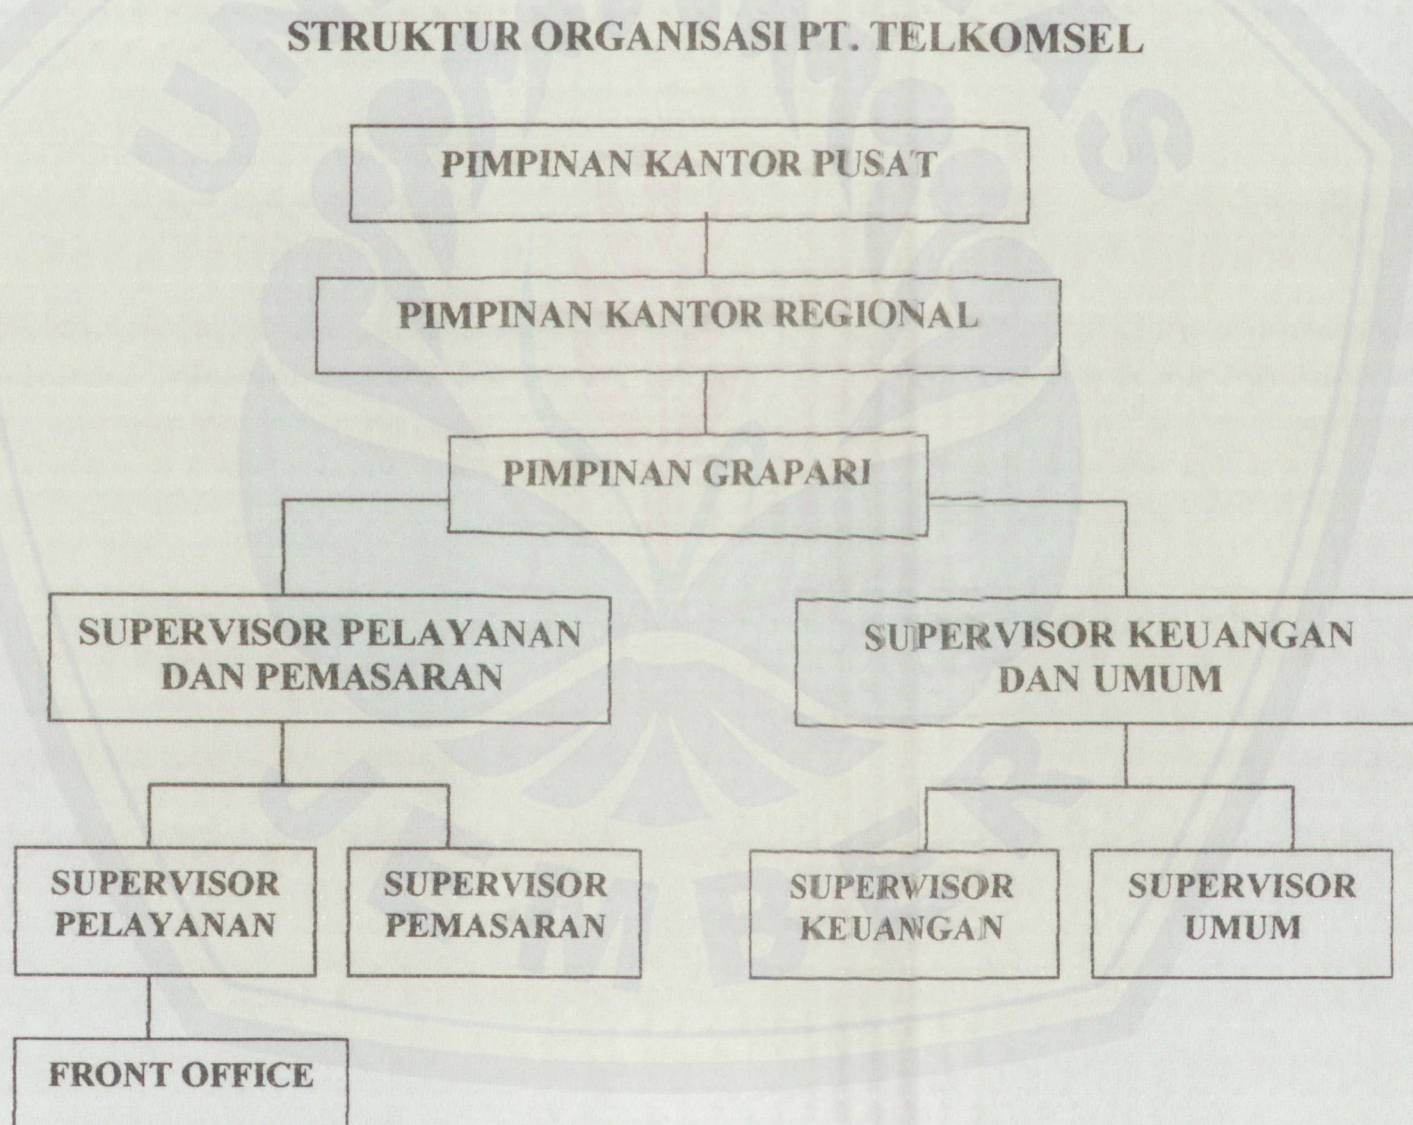 STRUKTUR ORGANISASI PT. TELKOMSEL
PIMPINAN KANTOR PUSAT
PIMPINAN KANTOR REGIONAL
PIMPINAN GRAPARI
SUPERVISOR PELAYANAN
DAN PEMASARAN
SUPERVISOR KEUANGAN
DAN UMUM
SUPERVISOR
PELAYANAN
SUPERVISOR
PEMASARAN
SUPERVISOR
KEUANGAN
SUPERVISOR
UMUM
FRONT OFFICE
JEMBER